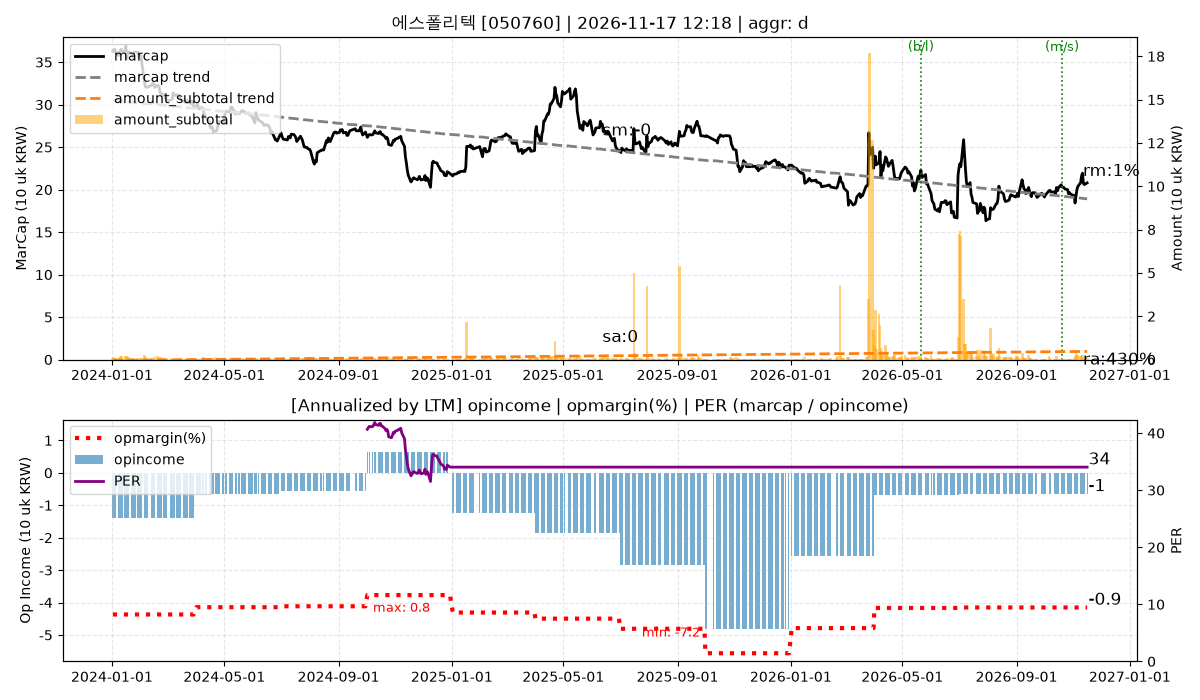 에스폴리텍 [050760] | 2026-11-17 12:18 | aggr: d
marcap
marcap trend
amount_subtotal trend
amount_subtotal
(b/l)
(m/s)
sm:-0
rm:1%
sa:0
ra:430%
MarCap (10 uk KRW)
35
30
25
20
15
10
5
0
Amount (10 uk KRW)
18
15
12
10
8
5
2
0
2024-01-01 2024-05-01 2024-09-01 2025-01-01 2025-05-01 2025-09-01 2026-01-01 2026-05-01 2026-09-01 2027-01-01
[Annualized by LTM] opincome | opmargin(%) | PER (marcap / opincome)
opmargin(%)
opincome
PER
34
-1
-0.9
max: 0.8
min: -7.2
Op Income (10 uk KRW)
1
0
-1
-2
-3
-4
-5
PER
40
30
20
10
0
2024-01-01 2024-05-01 2024-09-01 2025-01-01 2025-05-01 2025-09-01 2026-01-01 2026-05-01 2026-09-01 2027-01-01